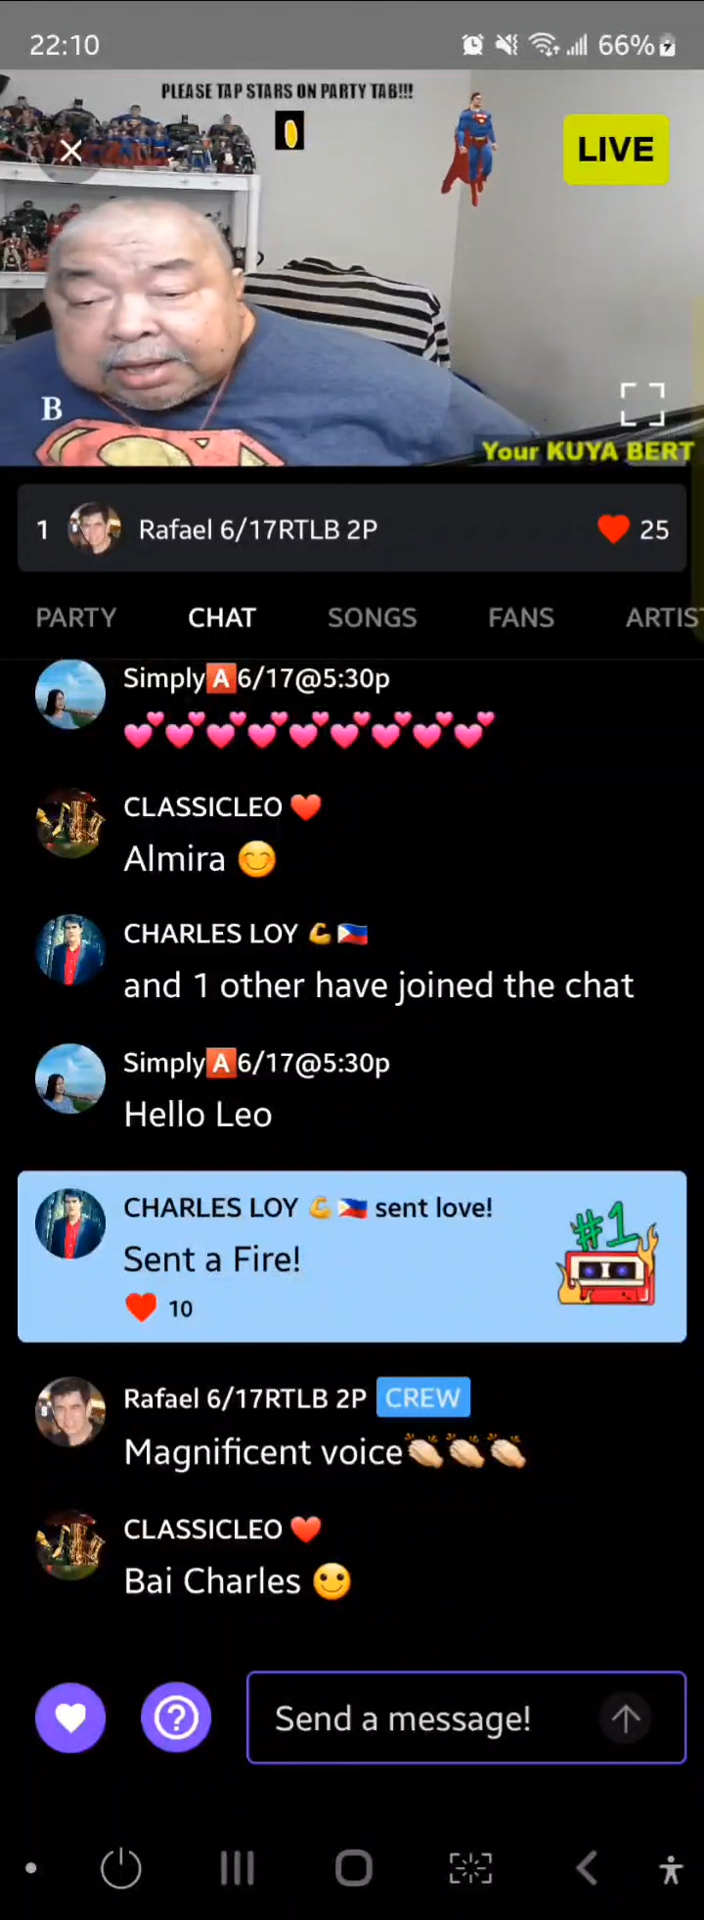 22:10
66%
PLEASE TAP STARS ON PARTY TAB!!!
LIVE
B
Your KUYA BERT
1 Rafael 6/17RTLB 2P ❤️ 25
PARTY CHAT SONGS FANS ARTIS
Simply🅰️6/17@5:30p
💕💕💕💕💕💕💕💕💕
CLASSICLEO ❤️
Almira 😊
CHARLES LOY 💪🇵🇭
and 1 other have joined the chat
Simply🅰️6/17@5:30p
Hello Leo
CHARLES LOY 💪🇵🇭 sent love!
#1
Sent a Fire!
❤️ 10
Rafael 6/17RTLB 2P CREW
Magnificent voice👏🏻👏🏻👏🏻
CLASSICLEO ❤️
Bai Charles 🙂
Send a message!